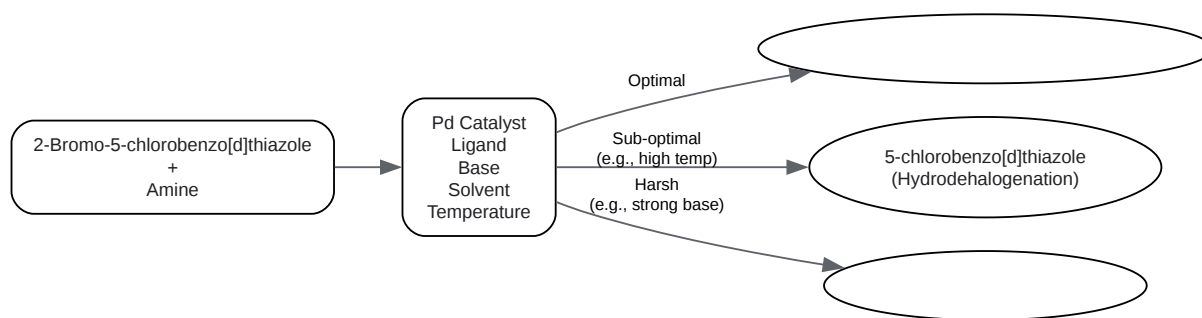 2-Bromo-5-chlorobenzo[d]thiazole
+
Amine
Pd Catalyst
Ligand
Base
Solvent
Temperature
Optimal
Sub-optimal
(e.g., high temp)
Harsh
(e.g., strong base)
5-chlorobenzo[d]thiazole
(Hydrodehalogenation)